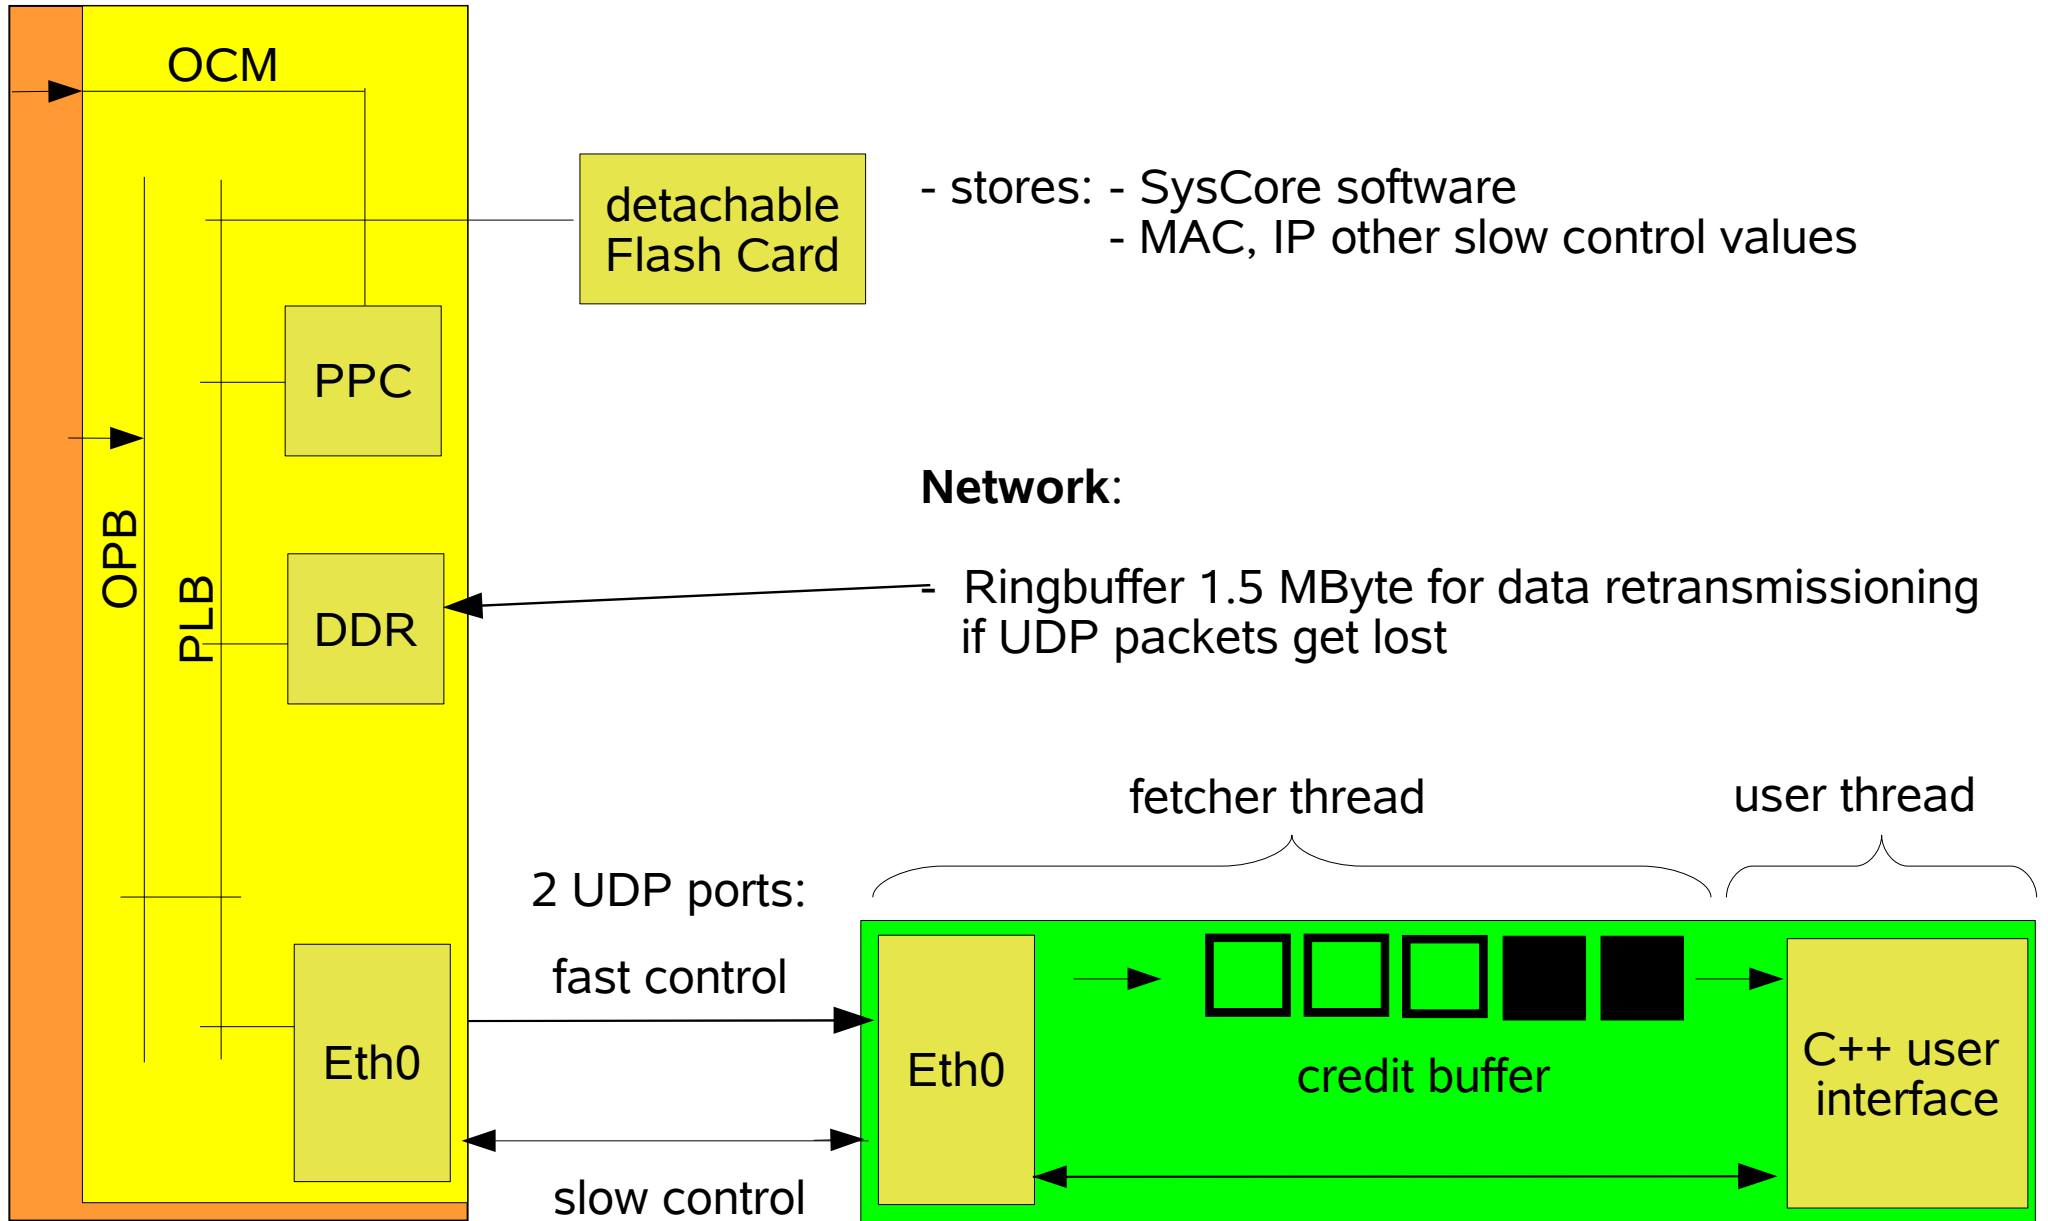 OCM
detachable
Flash Card
- stores: - SysCore software
- MAC, IP other slow control values
PPC
OPB
PLB
Network:
DDR
- Ringbuffer 1.5 MByte for data retransmissioning
if UDP packets get lost
fetcher thread
user thread
2 UDP ports:
fast control
Eth0
Eth0
credit buffer
C++ user
interface
slow control